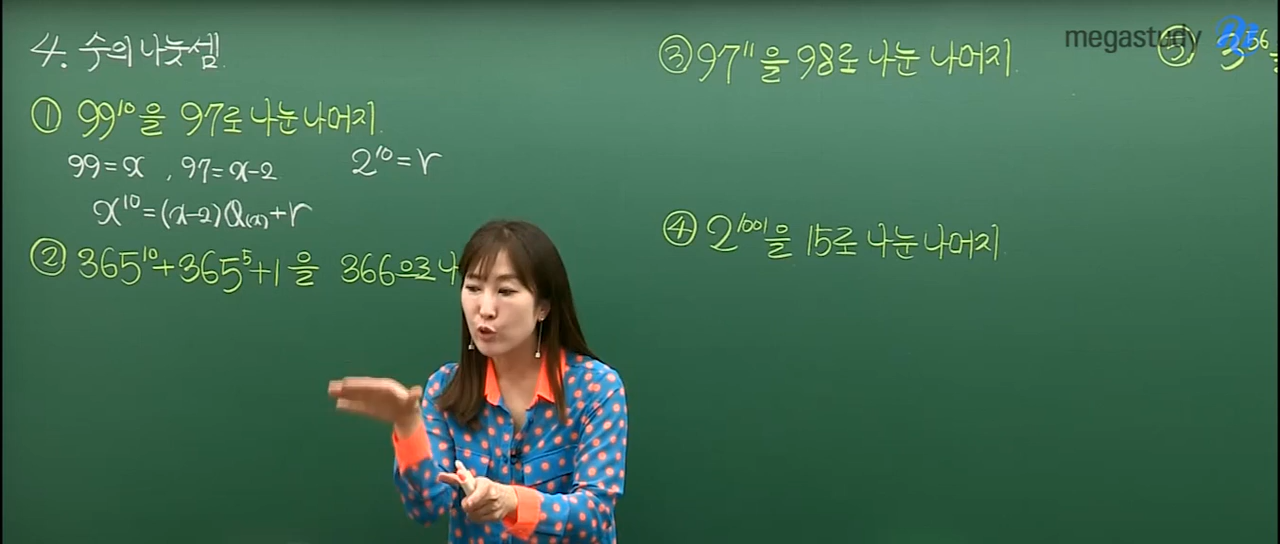 4. 수의 나눗셈
① 99¹⁰을 97로 나눈 나머지.
99=x , 97=x-2 2¹⁰=r
x¹⁰=(x-2)Q(x)+r
② 365¹⁰+365⁵+1을 366으로
③ 97¹¹을 98로 나눈 나머지.
④ 2¹⁰⁰¹을 15로 나눈 나머지.
megastudy
⑤ 3⁵⁶